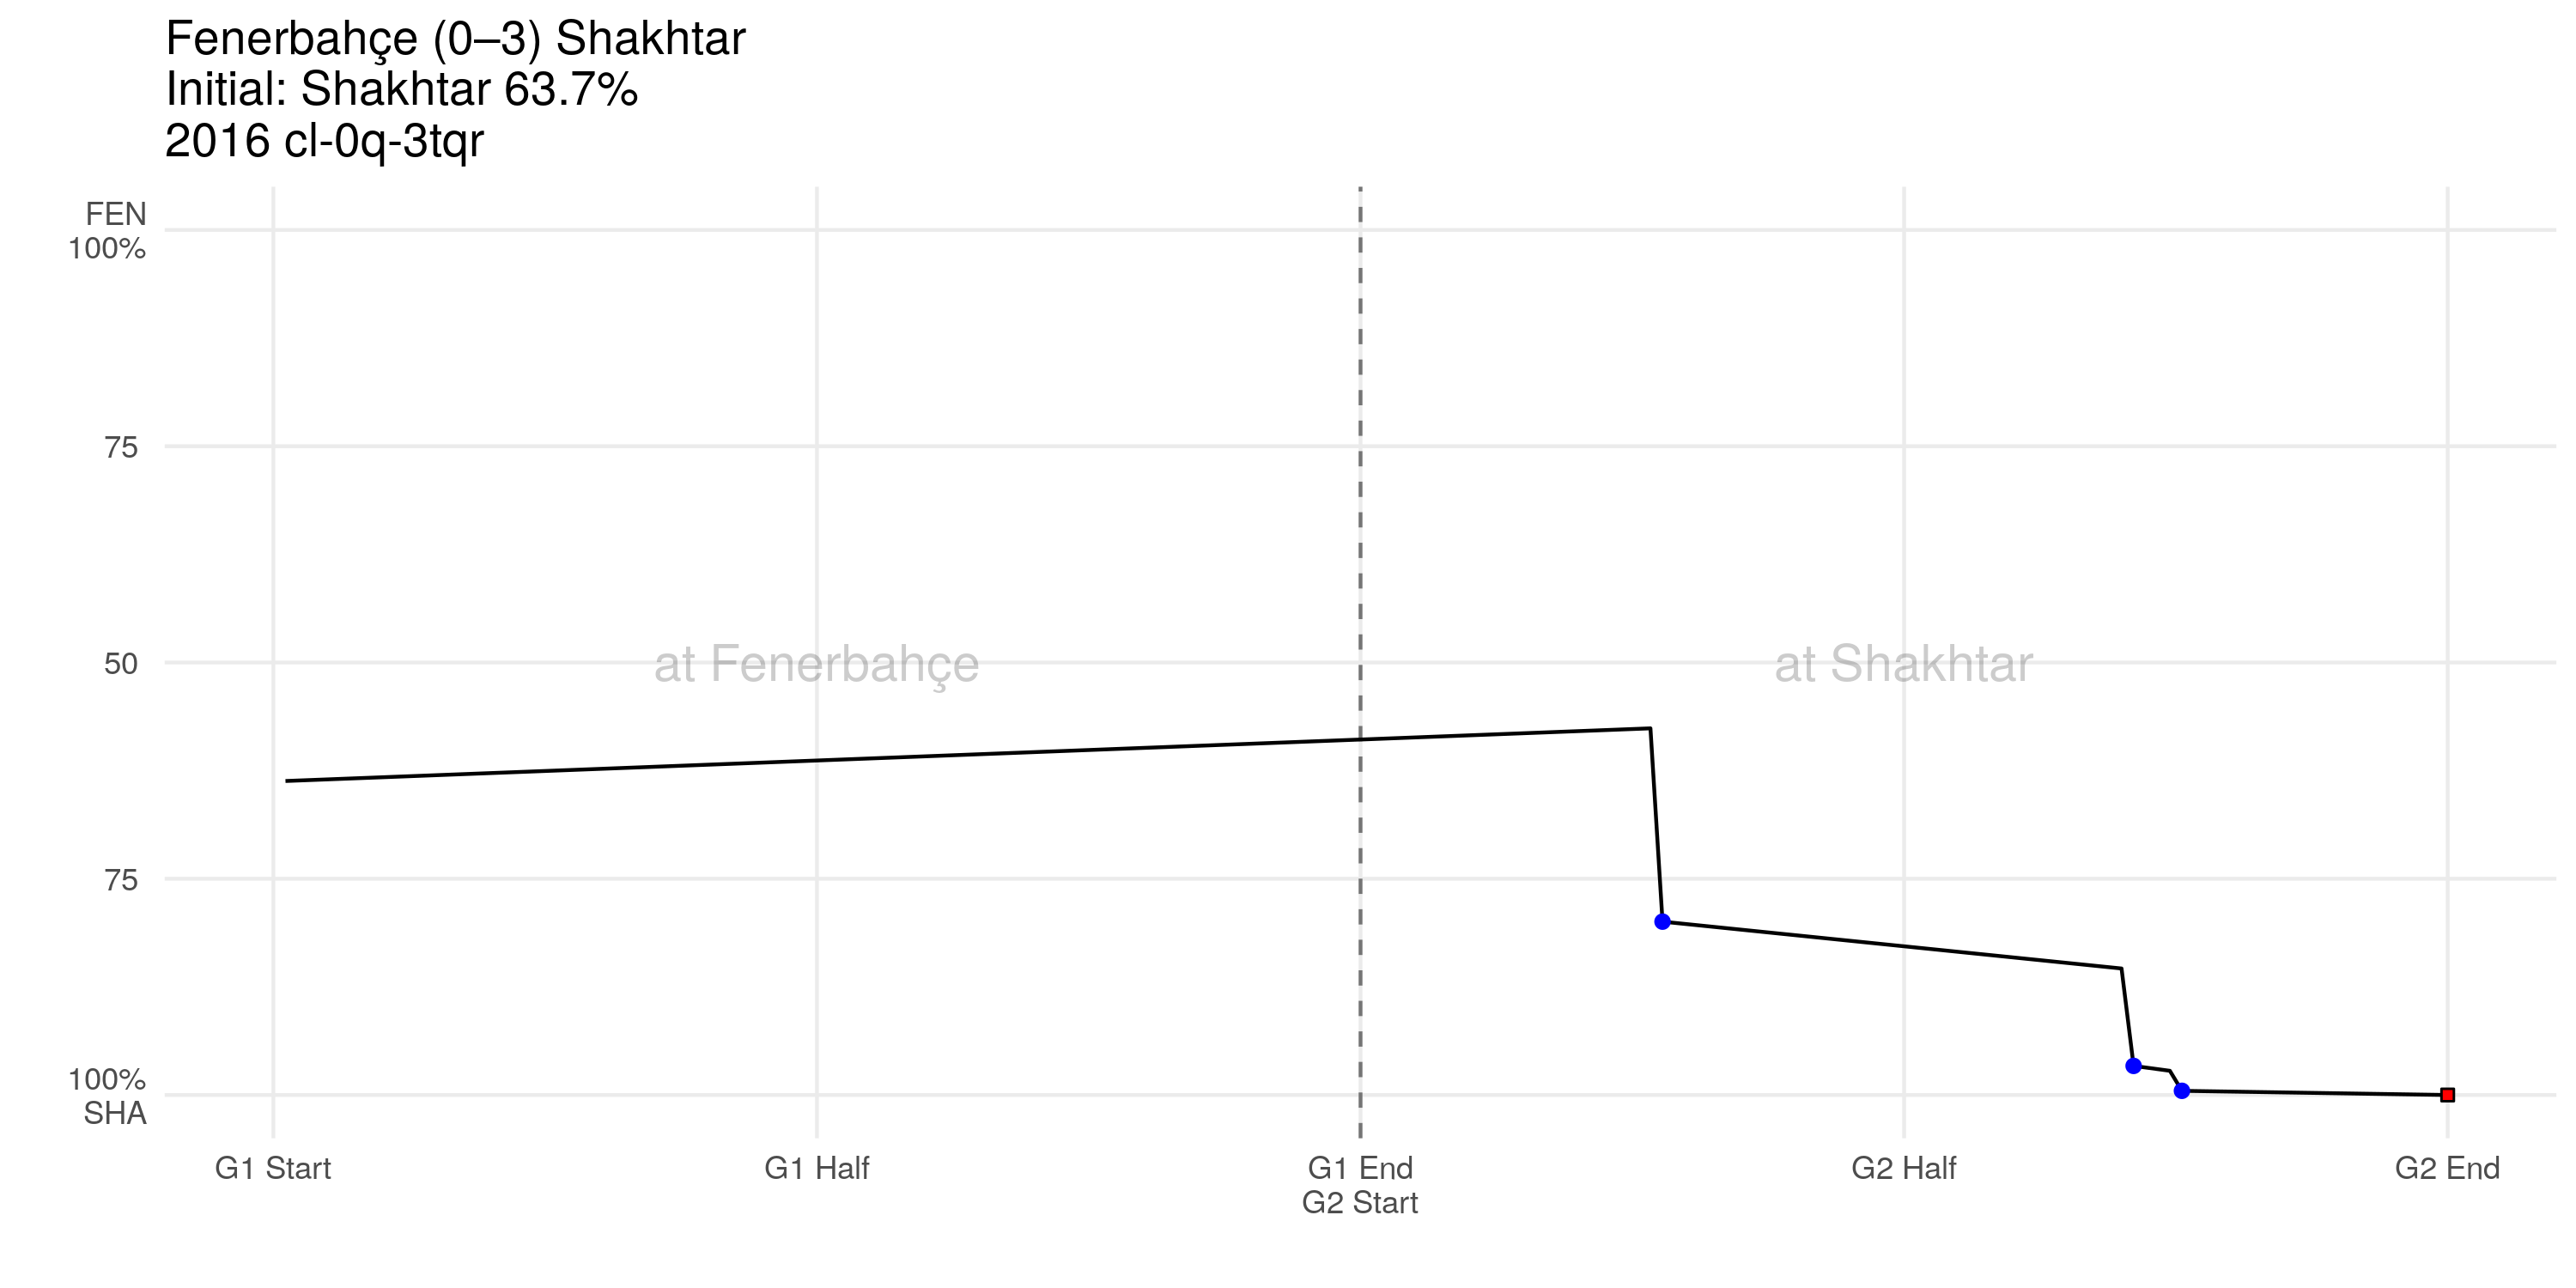 Fenerbahçe (0–3) Shakhtar
Initial: Shakhtar 63.7%
2016 cl-0q-3tqr
FEN
100%
75
50
75
100%
SHA
at Fenerbahçe
at Shakhtar
G1 Start
G1 Half
G1 End
G2 Start
G2 Half
G2 End